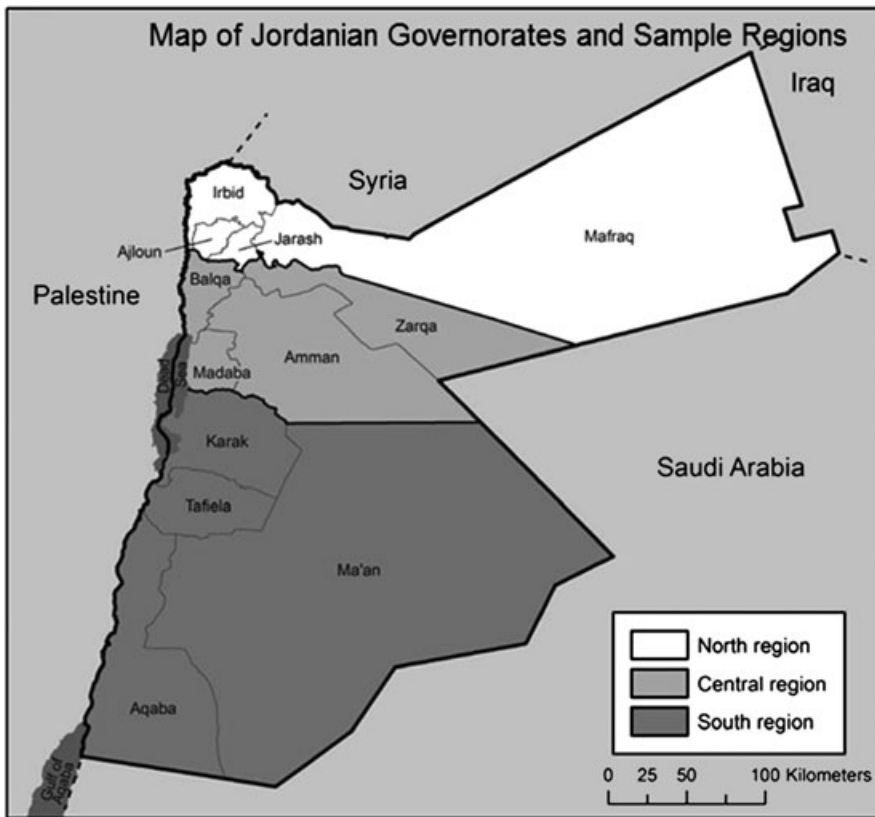 Map of Jordanian Governorates and Sample Regions
Iraq
Syria
Irbid
Mafraq
Jarash
Ajloun
Balqa
Palestine
Zarqa
Amman
Madaba
Dead
Sea
Karak
Saudi Arabia
Tafiela
Ma'an
North region
Central region
South region
Aqaba
Gulf of
Aqaba
0 25 50 100 Kilometers